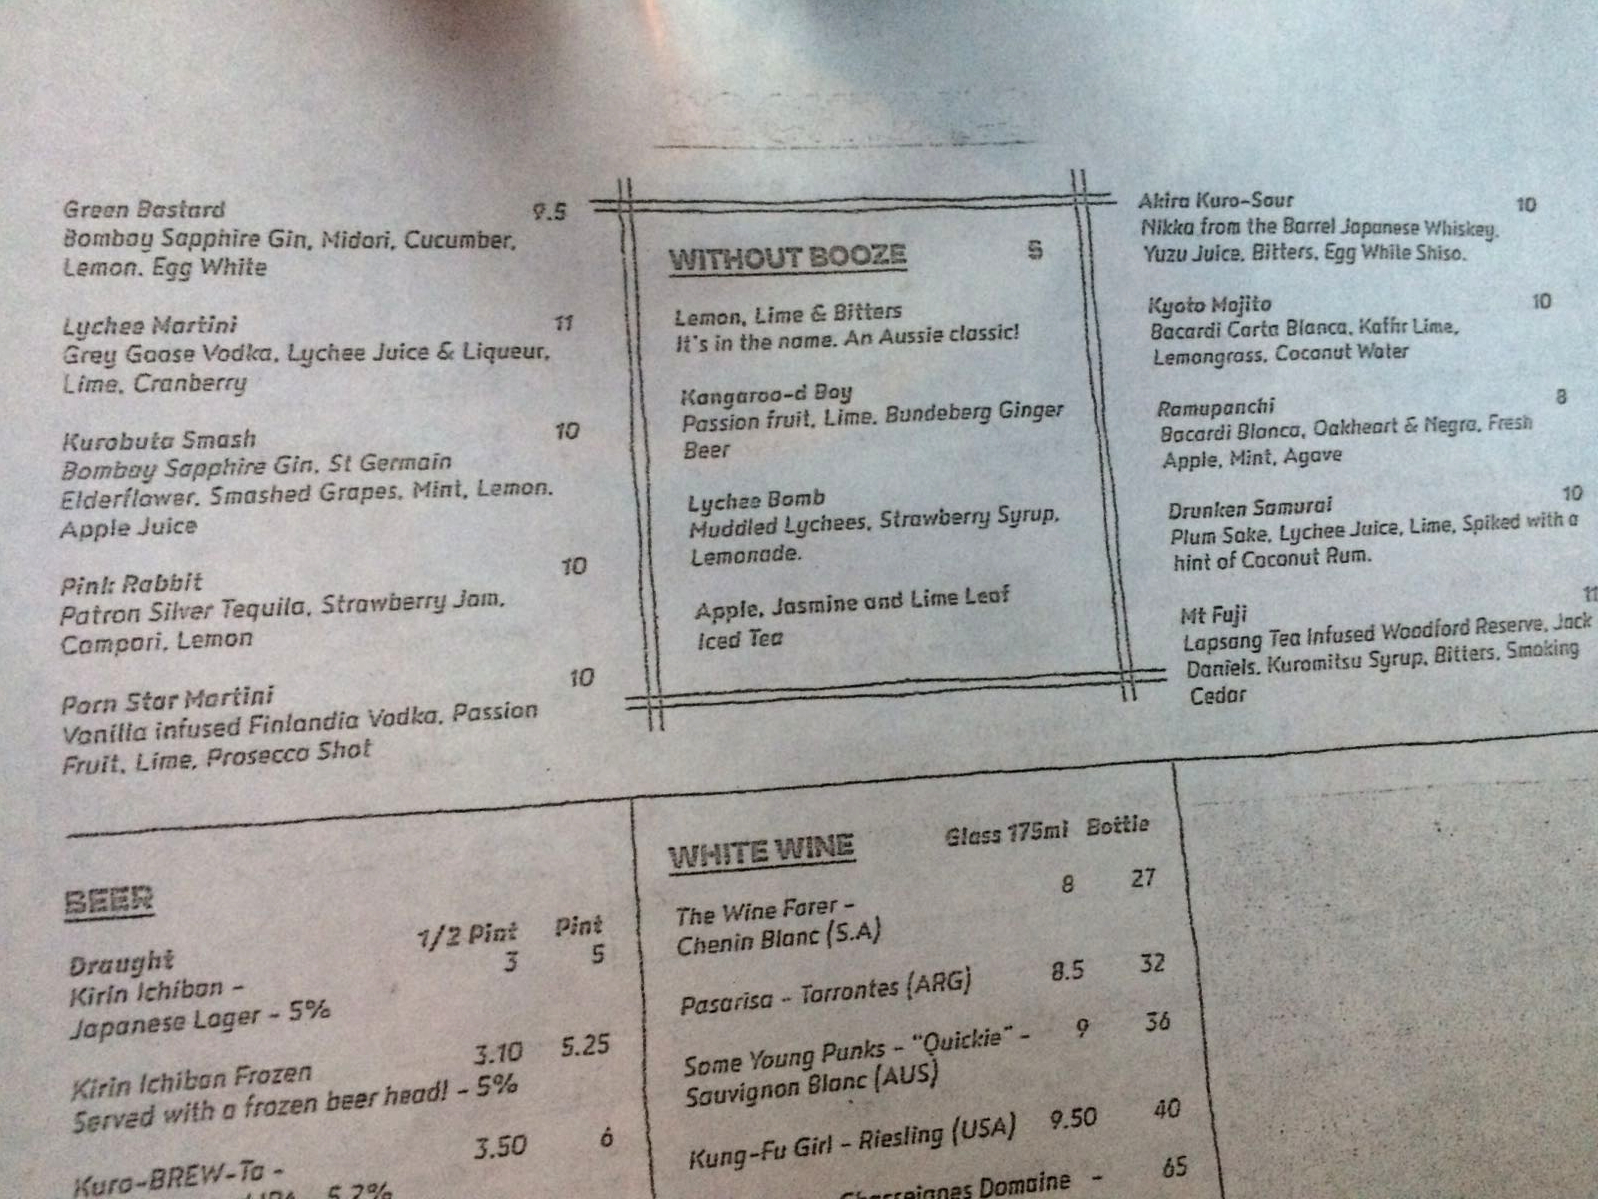 Green Bastard 9.5
Bombay Sapphire Gin, Midori, Cucumber,
Lemon, Egg White
Lychee Martini 11
Grey Goose Vodka, Lychee Juice & Liqueur,
Lime, Cranberry
Kurobuta Smash 10
Bombay Sapphire Gin, St Germain
Elderflower, Smashed Grapes, Mint, Lemon,
Apple Juice
Pink Rabbit 10
Patron Silver Tequila, Strawberry Jam,
Campari, Lemon
Porn Star Martini 10
Vanilla infused Finlandia Vodka, Passion
Fruit, Lime, Prosecco Shot
WITHOUT BOOZE 5
Lemon, Lime & Bitters
It's in the name. An Aussie classic!
Kangaroo-d Boy
Passion fruit, Lime, Bundeberg Ginger
Beer
Lychee Bomb
Muddled Lychees, Strawberry Syrup,
Lemonade.
Apple, Jasmine and Lime Leaf
Iced Tea
Akira Kuro-Sour 10
Nikka from the Barrel Japanese Whiskey,
Yuzu Juice, Bitters, Egg White Shiso.
Kyoto Mojito 10
Bacardi Carta Blanca, Kaffir Lime,
Lemongrass, Coconut Water
Ramupanchi 8
Bacardi Blanca, Oakheart & Negra, Fresh
Apple, Mint, Agave
Drunken Samurai 10
Plum Sake, Lychee Juice, Lime, Spiked with a
hint of Coconut Rum.
Mt Fuji 11
Lapsang Tea Infused Woodford Reserve, Jack
Daniels, Kuromitsu Syrup, Bitters, Smoking
Cedar
BEER
1/2 Pint Pint
Draught 3 5
Kirin Ichiban -
Japanese Lager - 5%
Kirin Ichiban Frozen 3.10 5.25
Served with a frozen beer head! - 5%
Kuro-BREW-Ta - 3.50 6
5.2%
WHITE WINE Glass 175ml Bottle
The Wine Farer - 8 27
Chenin Blanc (S.A)
Pasarisa - Torrontes (ARG) 8.5 32
Some Young Punks - "Quickie" - 9 36
Sauvignon Blanc (AUS)
Kung-Fu Girl - Riesling (USA) 9.50 40
Domaine - 65